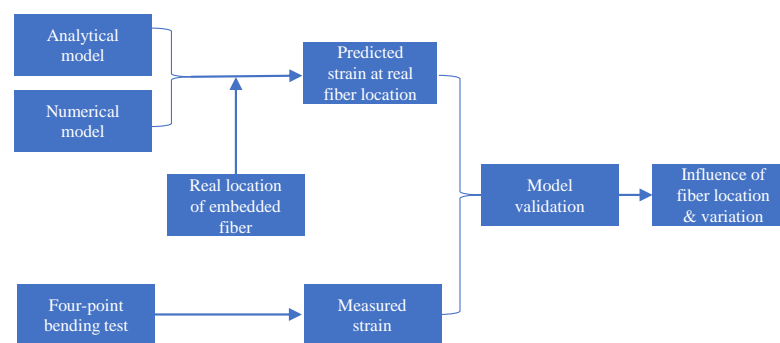 Analytical
model
Numerical
model
Predicted
strain at real
fiber location
Real location
of embedded
fiber
Model
validation
Influence of
fiber location
& variation
Four-point
bending test
Measured
strain